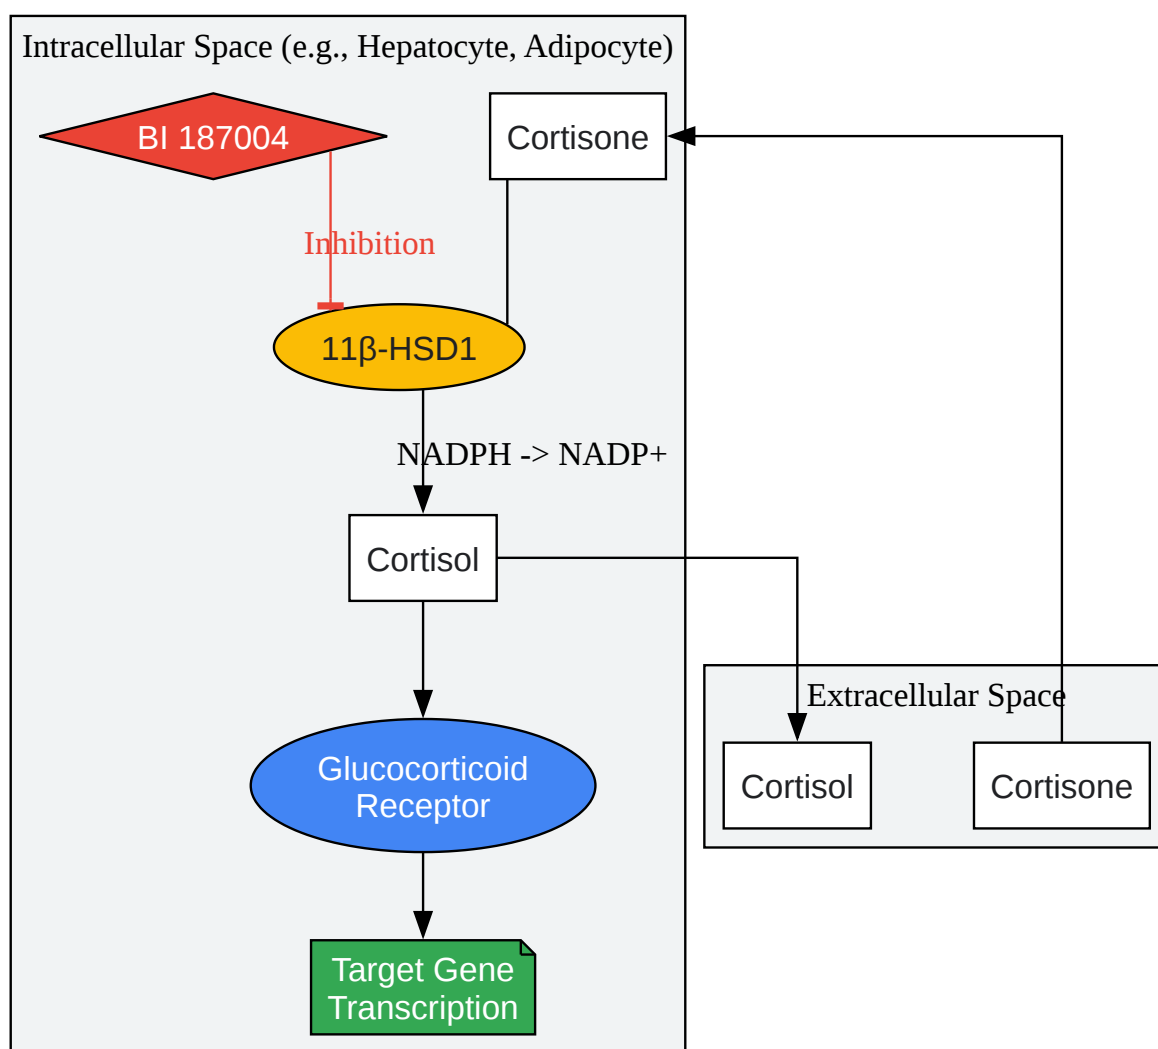 Intracellular Space (e.g., Hepatocyte, Adipocyte)
BI 187004
Cortisone
Inhibition
11β-HSD1
NADPH -> NADP+
Cortisol
Extracellular Space
Cortisol
Cortisone
Glucocorticoid
Receptor
Target Gene
Transcription